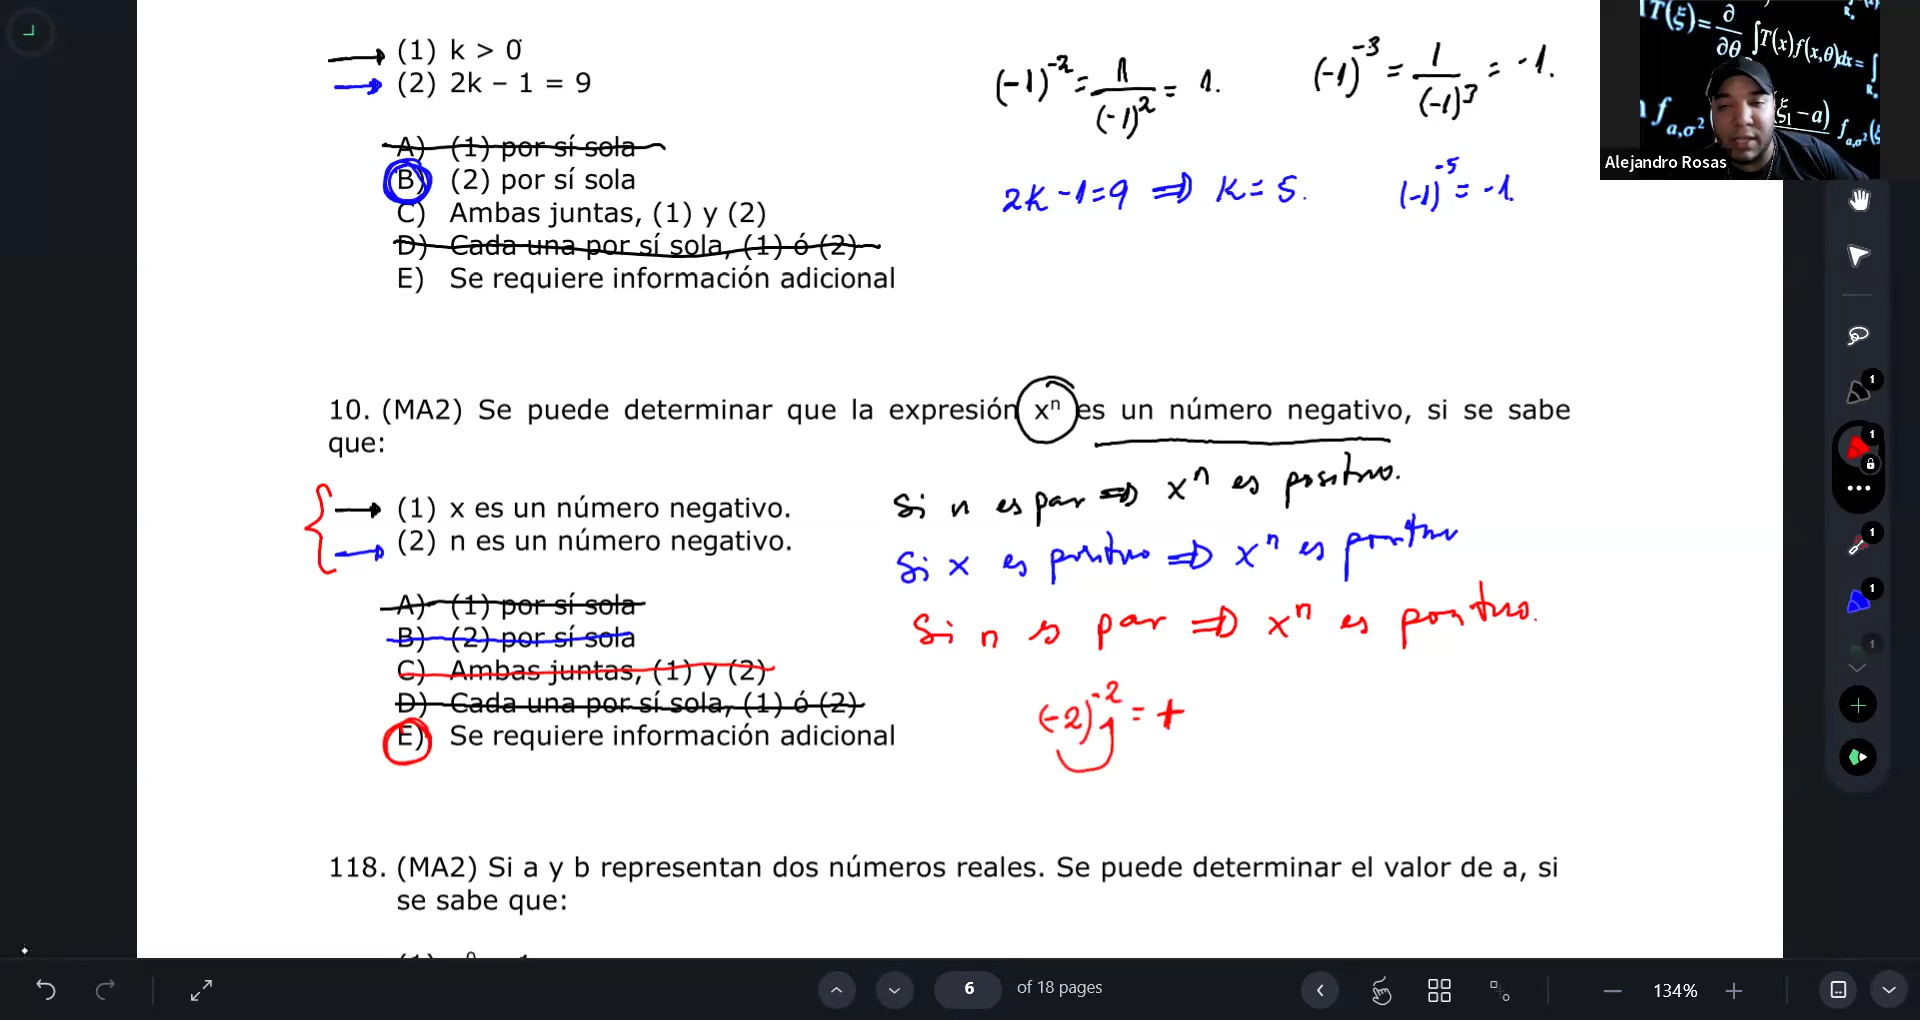 (1) k > 0
(2) 2k – 1 = 9
A) (1) por sí sola
B) (2) por sí sola
C) Ambas juntas, (1) y (2)
D) Cada una por sí sola, (1) ó (2)
E) Se requiere información adicional
(-1)⁻² = 1/(-1)² = 1.
(-1)⁻³ = 1/(-1)³ = -1.
2k -1=9 ⇒ k= 5.
(-1)⁻⁵ = -1.
Alejandro Rosas
10. (MA2) Se puede determinar que la expresión xⁿ es un número negativo, si se sabe
que:
(1) x es un número negativo.
(2) n es un número negativo.
A) (1) por sí sola
B) (2) por sí sola
C) Ambas juntas, (1) y (2)
D) Cada una por sí sola, (1) ó (2)
E) Se requiere información adicional
Si n es par ⇒ xⁿ es positivo.
Si x es positivo ⇒ xⁿ es positivo
Si n es par ⇒ xⁿ es positivo.
(-2)⁻² = +
118. (MA2) Si a y b representan dos números reales. Se puede determinar el valor de a, si
se sabe que:
6 of 18 pages
134%